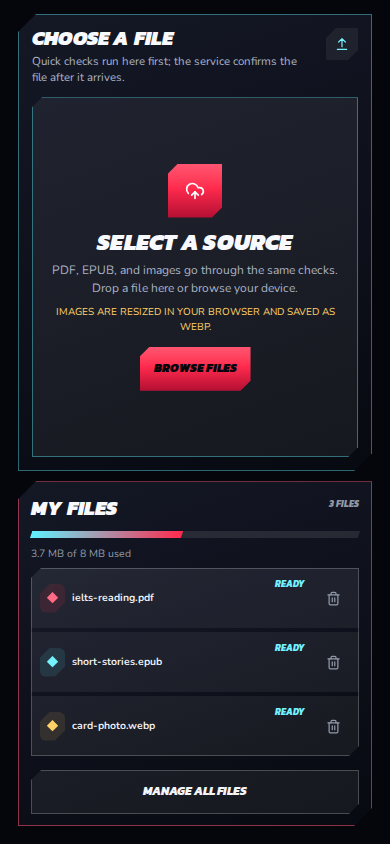 CHOOSE A FILE
Quick checks run here first; the service confirms the
file after it arrives.
SELECT A SOURCE
PDF, EPUB, and images go through the same checks.
Drop a file here or browse your device.
IMAGES ARE RESIZED IN YOUR BROWSER AND SAVED AS
WEBP.
BROWSE FILES
MY FILES
3 FILES
3.7 MB of 8 MB used
READY
ielts-reading.pdf
READY
short-stories.epub
READY
card-photo.webp
MANAGE ALL FILES